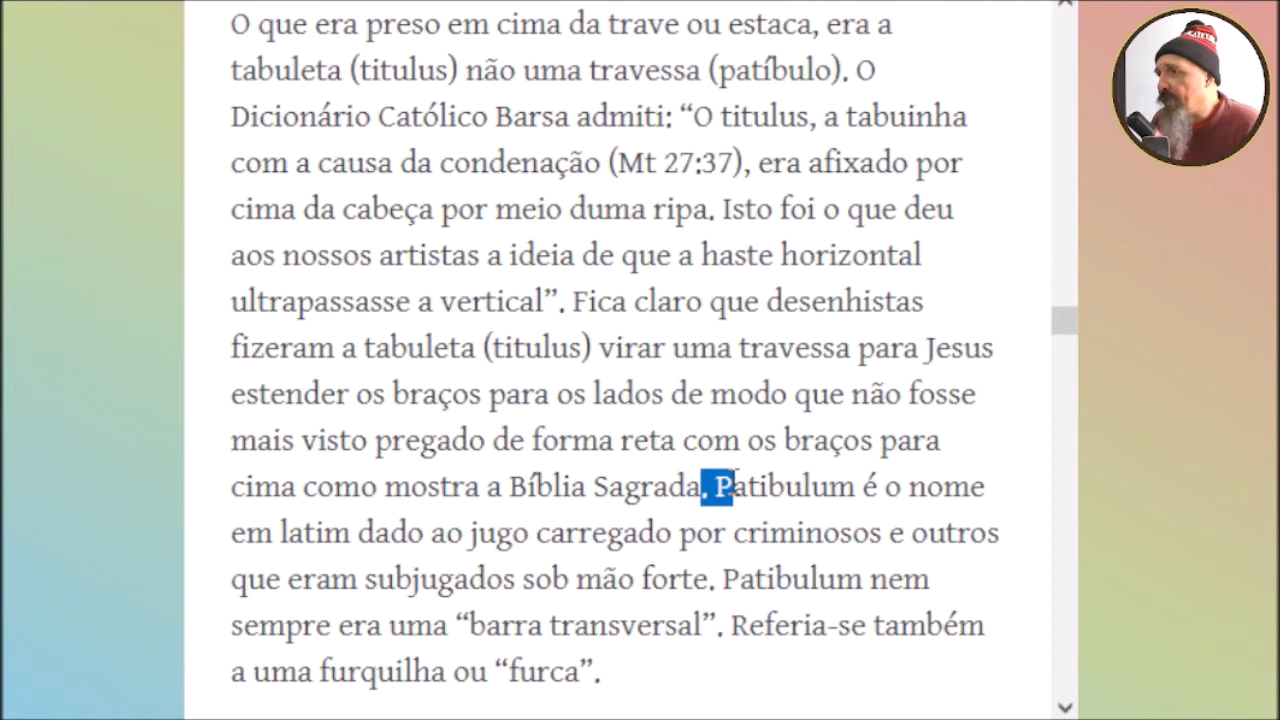 O que era preso em cima da trave ou estaca, era a
tabuleta (titulus) não uma travessa (patíbulo). O
Dicionário Católico Barsa admiti: “O titulus, a tabuinha
com a causa da condenação (Mt 27:37), era afixado por
cima da cabeça por meio duma ripa. Isto foi o que deu
aos nossos artistas a ideia de que a haste horizontal
ultrapassasse a vertical”. Fica claro que desenhistas
fizeram a tabuleta (titulus) virar uma travessa para Jesus
estender os braços para os lados de modo que não fosse
mais visto pregado de forma reta com os braços para
cima como mostra a Bíblia Sagrada. Patibulum é o nome
em latim dado ao jugo carregado por criminosos e outros
que eram subjugados sob mão forte. Patibulum nem
sempre era uma “barra transversal”. Referia-se também
a uma furquilha ou “furca”.